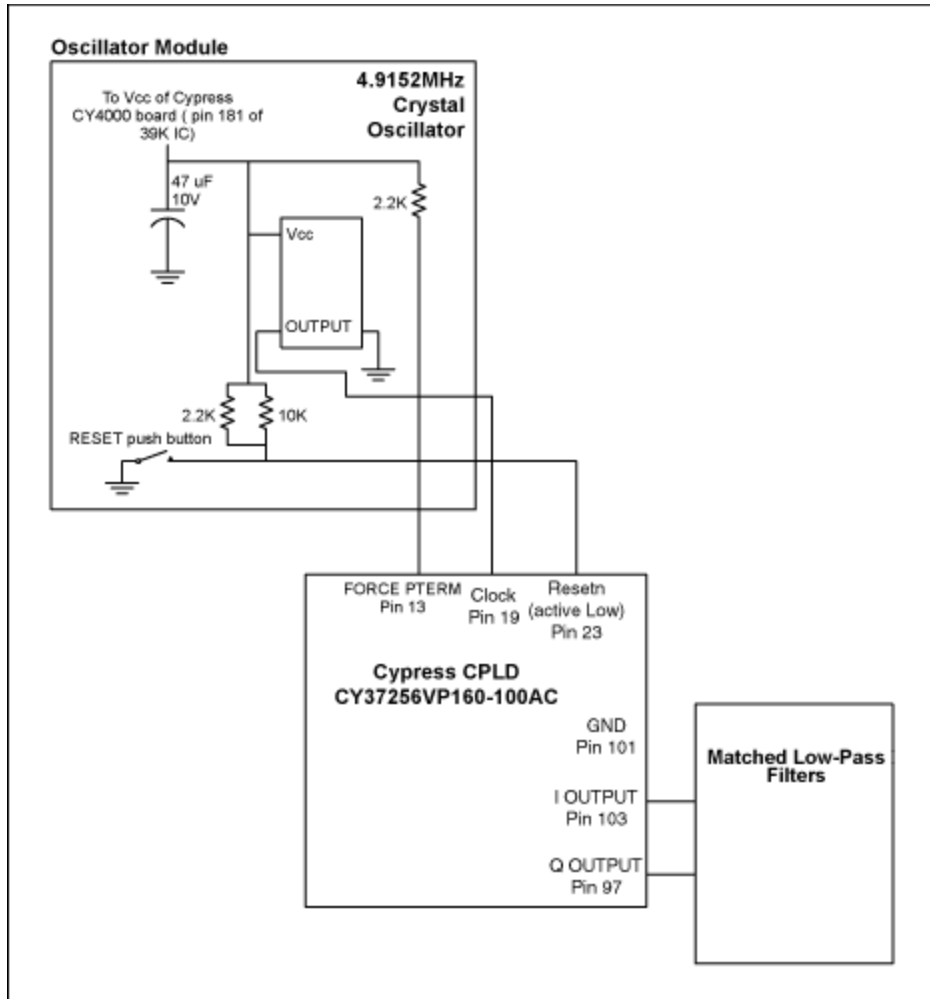 Oscillator Module
4.9152MHz
Crystal
Oscillator
To Vcc of Cypress
CY4000 board ( pin 181 of
39K IC)
47 uF
10V
2.2K
Vcc
OUTPUT
2.2K
10K
RESET push button
FORCE PTERM
Pin 13
Clock
Pin 19
Resetn
(active Low)
Pin 23
Cypress CPLD
CY37256VP160-100AC
GND
Pin 101
I OUTPUT
Pin 103
Q OUTPUT
Pin 97
Matched Low-Pass
Filters